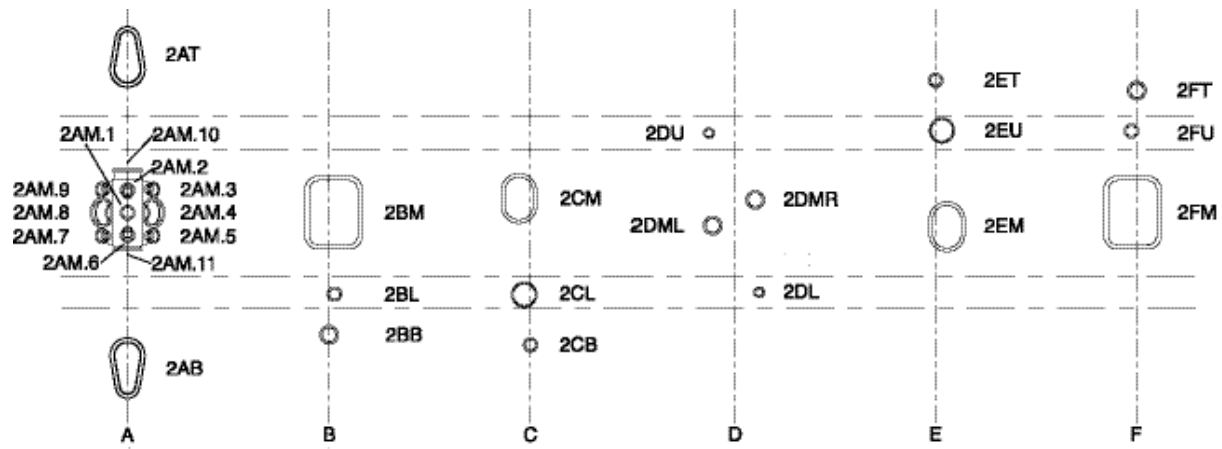 2AT
2ET
2FT
2AM.1
2AM.10
2DU
2EU
2FU
2AM.2
2AM.9
2AM.3
2CM
2DMR
2AM.8
2AM.4
2BM
2DML
2EM
2FM
2AM.7
2AM.5
2AM.6
2AM.11
2BL
2CL
2DL
2BB
2CB
2AB
A B C D E F